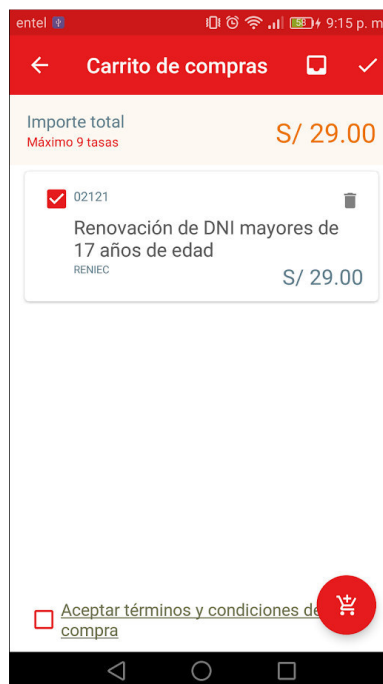 entel 58 9:15 p. m
Carrito de compras
Importe total
Máximo 9 tasas
S/ 29.00
02121
Renovación de DNI mayores de
17 años de edad
RENIEC
S/ 29.00
Aceptar términos y condiciones de
compra